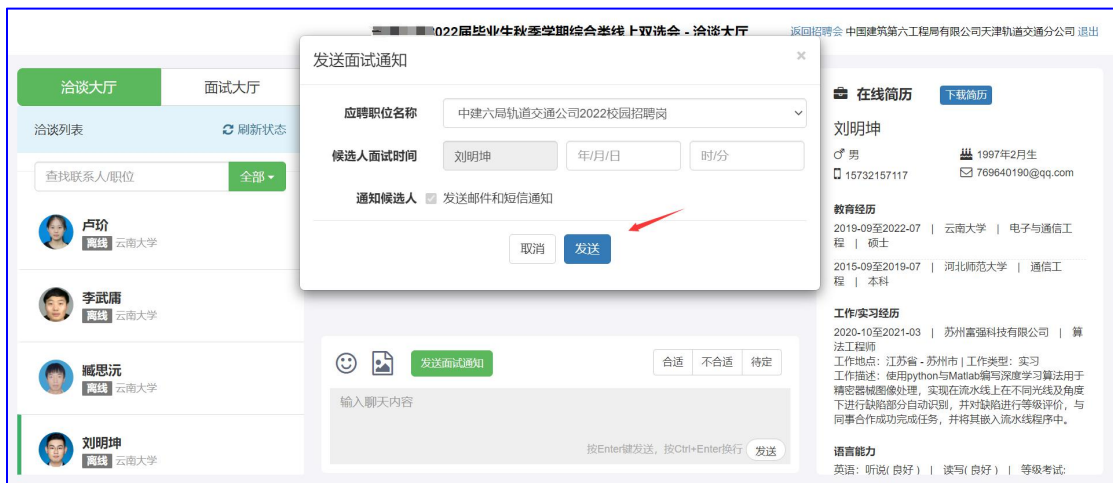 022届毕业生秋季学期综合类线上双选会 - 洽谈大厅
返回招聘会 中国建筑第六工程局有限公司天津轨道交通分公司 退出
洽谈大厅
面试大厅
洽谈列表
刷新状态
查找联系人/职位
全部
卢玠
离线 云南大学
李武庸
离线 云南大学
臧思沅
离线 云南大学
刘明坤
离线 云南大学
发送面试通知
×
应聘职位名称
中建六局轨道交通公司2022校园招聘岗
候选人面试时间
刘明坤
年/月/日
时/分
通知候选人
发送邮件和短信通知
取消
发送
发送面试通知
合适
不合适
待定
输入聊天内容
按Enter键发送，按Ctrl+Enter换行
发送
在线简历
下载简历
刘明坤
男
1997年2月生
15732157117
769640190@qq.com
教育经历
2019-09至2022-07 | 云南大学 | 电子与通信工
程 | 硕士
2015-09至2019-07 | 河北师范大学 | 通信工
程 | 本科
工作/实习经历
2020-10至2021-03 | 苏州富强科技有限公司 | 算
法工程师
工作地点：江苏省 - 苏州市 | 工作类型：实习
工作描述：使用python与Matlab编写深度学习算法用于
精密器械图像处理，实现在流水线上在不同光线及角度
下进行缺陷部分自动识别，并对缺陷进行等级评价，与
同事合作成功完成任务，并将其嵌入流水线程序中。
语言能力
英语：听说( 良好 ) | 读写( 良好 ) | 等级考试: